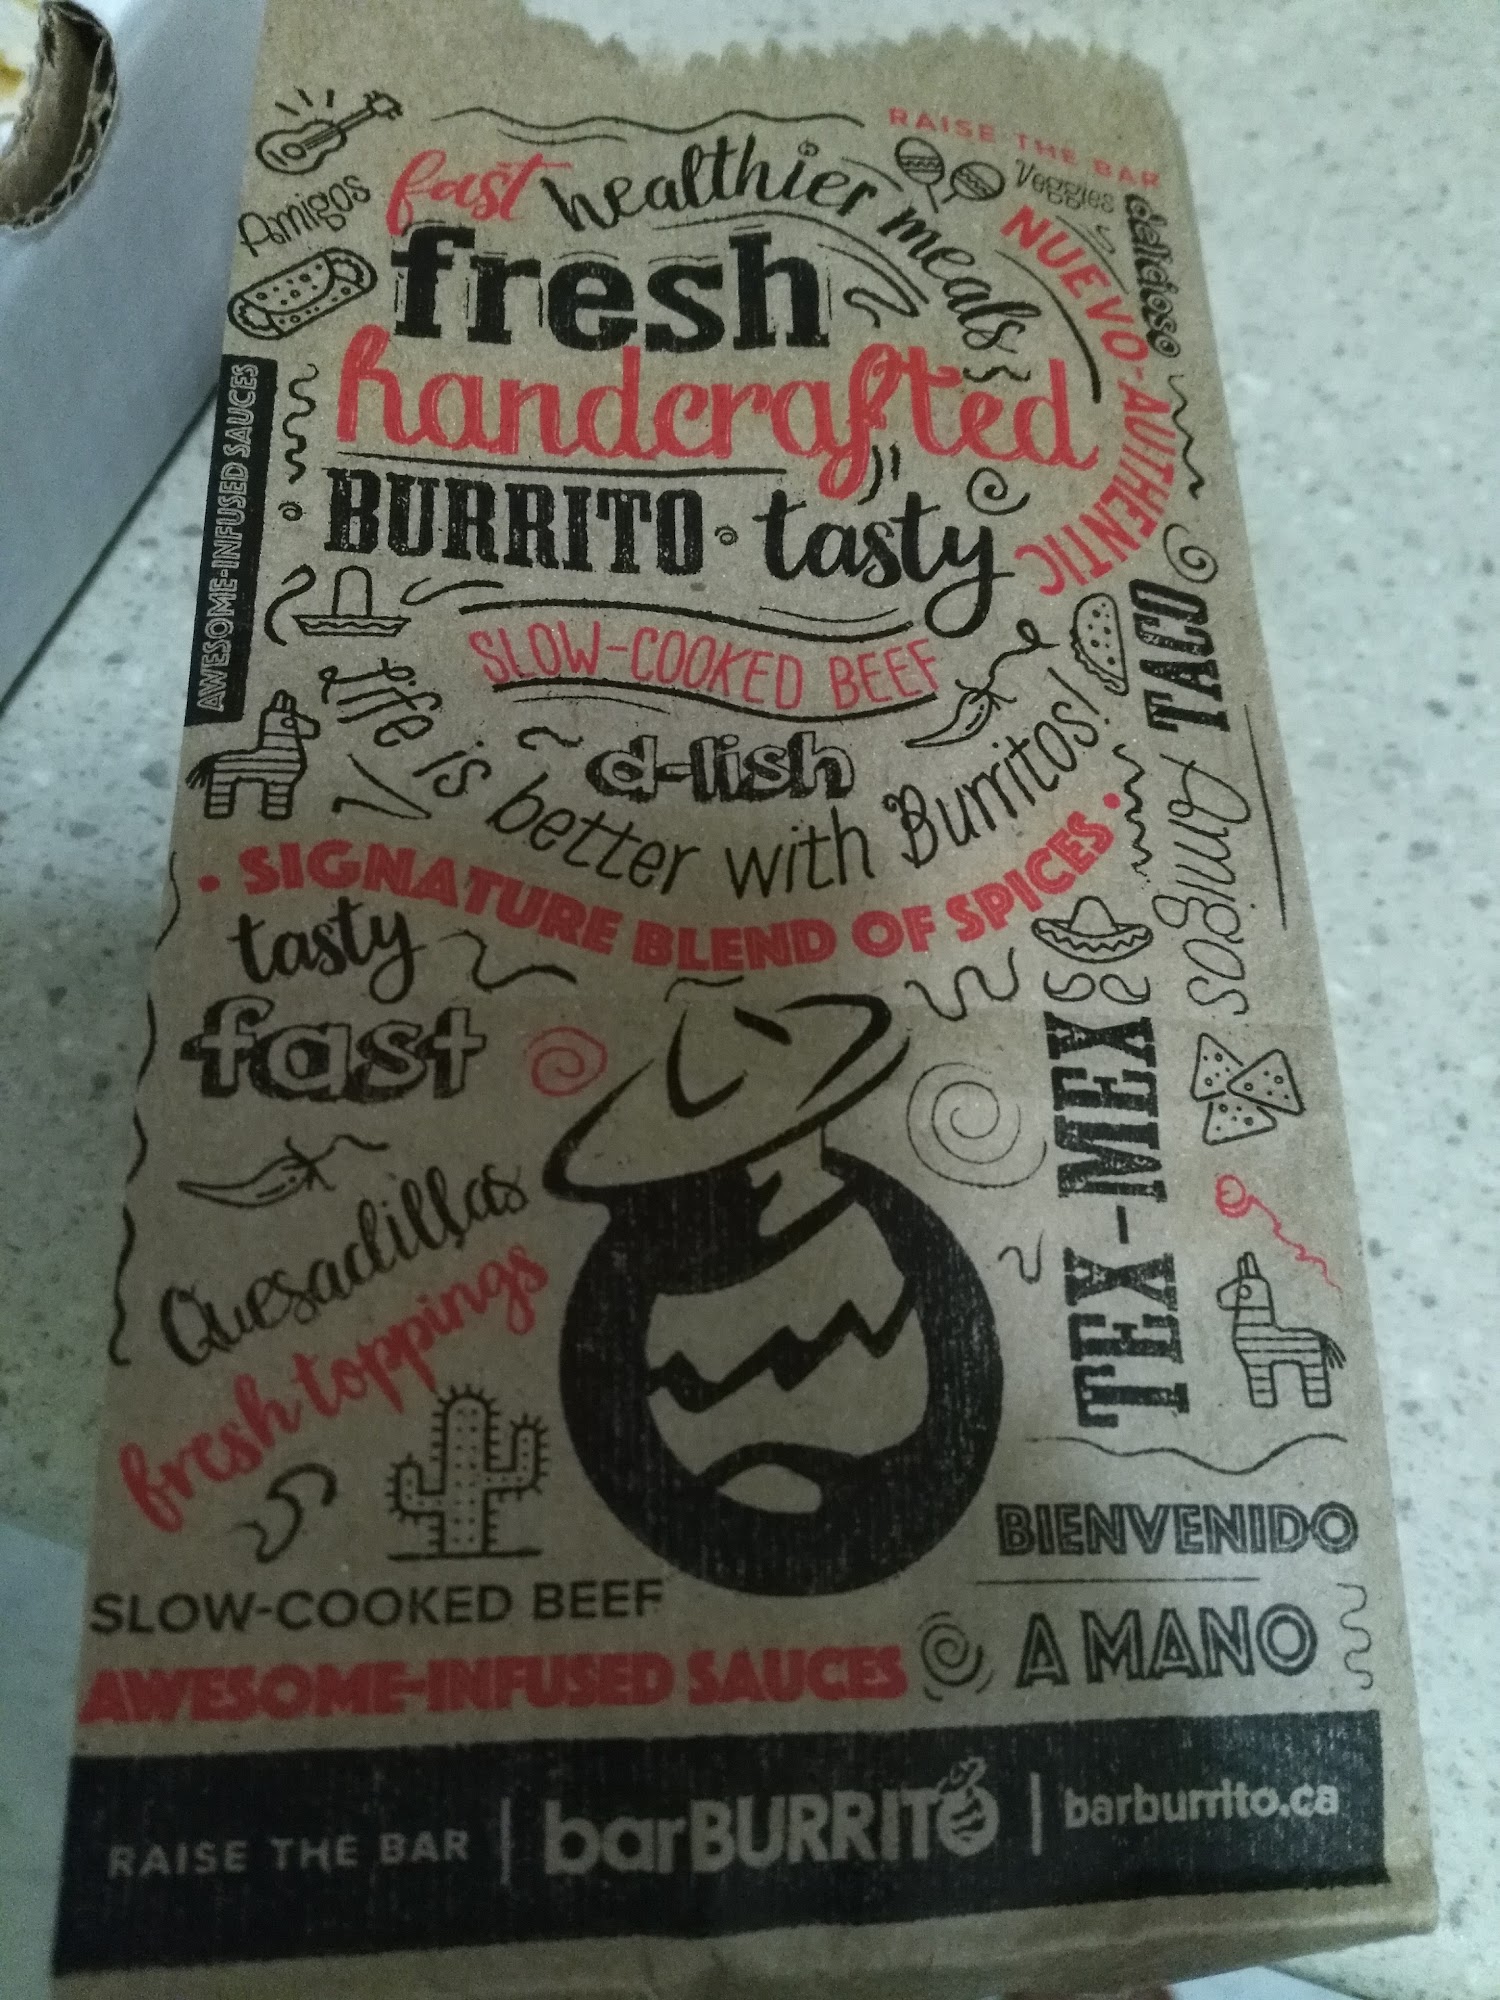 RAISE THE BAR
Amigos
fast healthier meals
Veggies
delicioso
NUEVO-AUTHENTIC
fresh
handcrafted
AWESOME-INFUSED SAUCES
BURRITO tasty
TACO
SLOW-COOKED BEEF
d-lish
Life is better with Burritos!
Amigos
• SIGNATURE BLEND OF SPICES •
tasty
fast
TEX-MEX
Quesadillas
fresh toppings
BIENVENIDO
SLOW-COOKED BEEF
A MANO
AWESOME-INFUSED SAUCES
RAISE THE BAR | barBURRITO | barburrito.ca